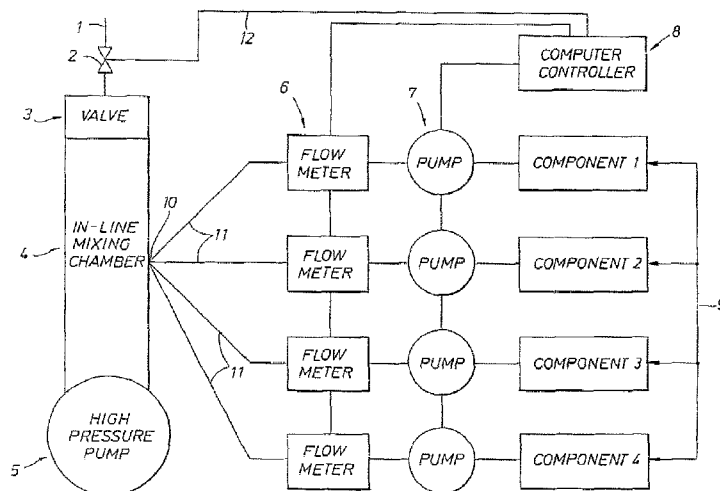 1
12
2
8
COMPUTER
CONTROLLER
3
VALVE
6
7
FLOW
METER
PUMP
COMPONENT 1
10
11
4
IN-LINE
MIXING
CHAMBER
FLOW
METER
PUMP
COMPONENT 2
9
11
FLOW
METER
PUMP
COMPONENT 3
11
5
HIGH
PRESSURE
PUMP
FLOW
METER
PUMP
COMPONENT 4